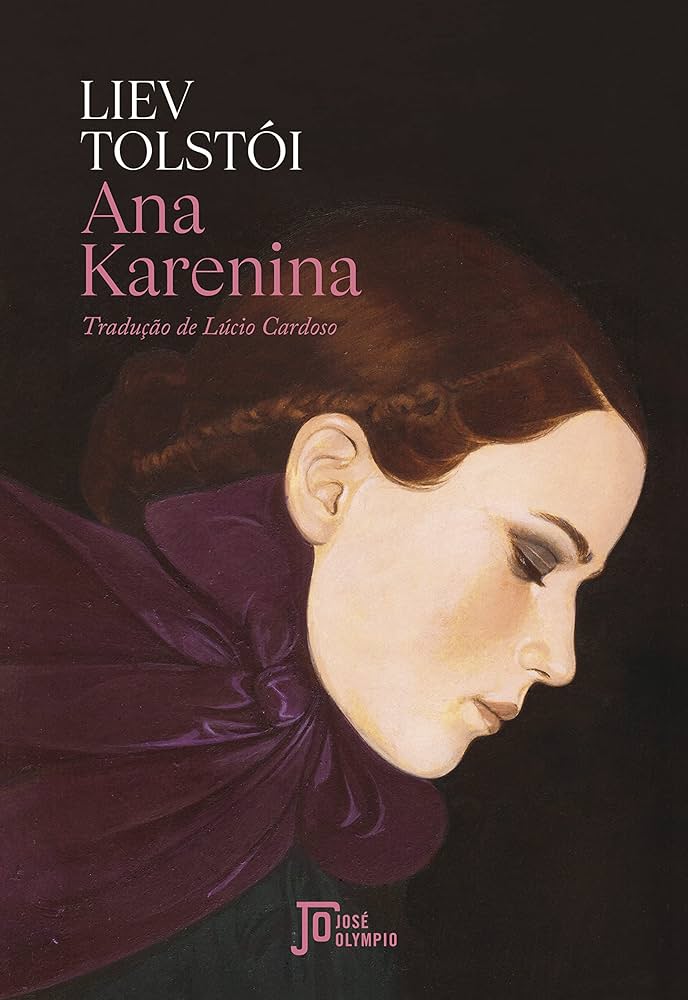 LIEV
TOLSTÓI
Ana
Karenina
Tradução de Lúcio Cardoso
JO
JOSÉ
OLYMPIO